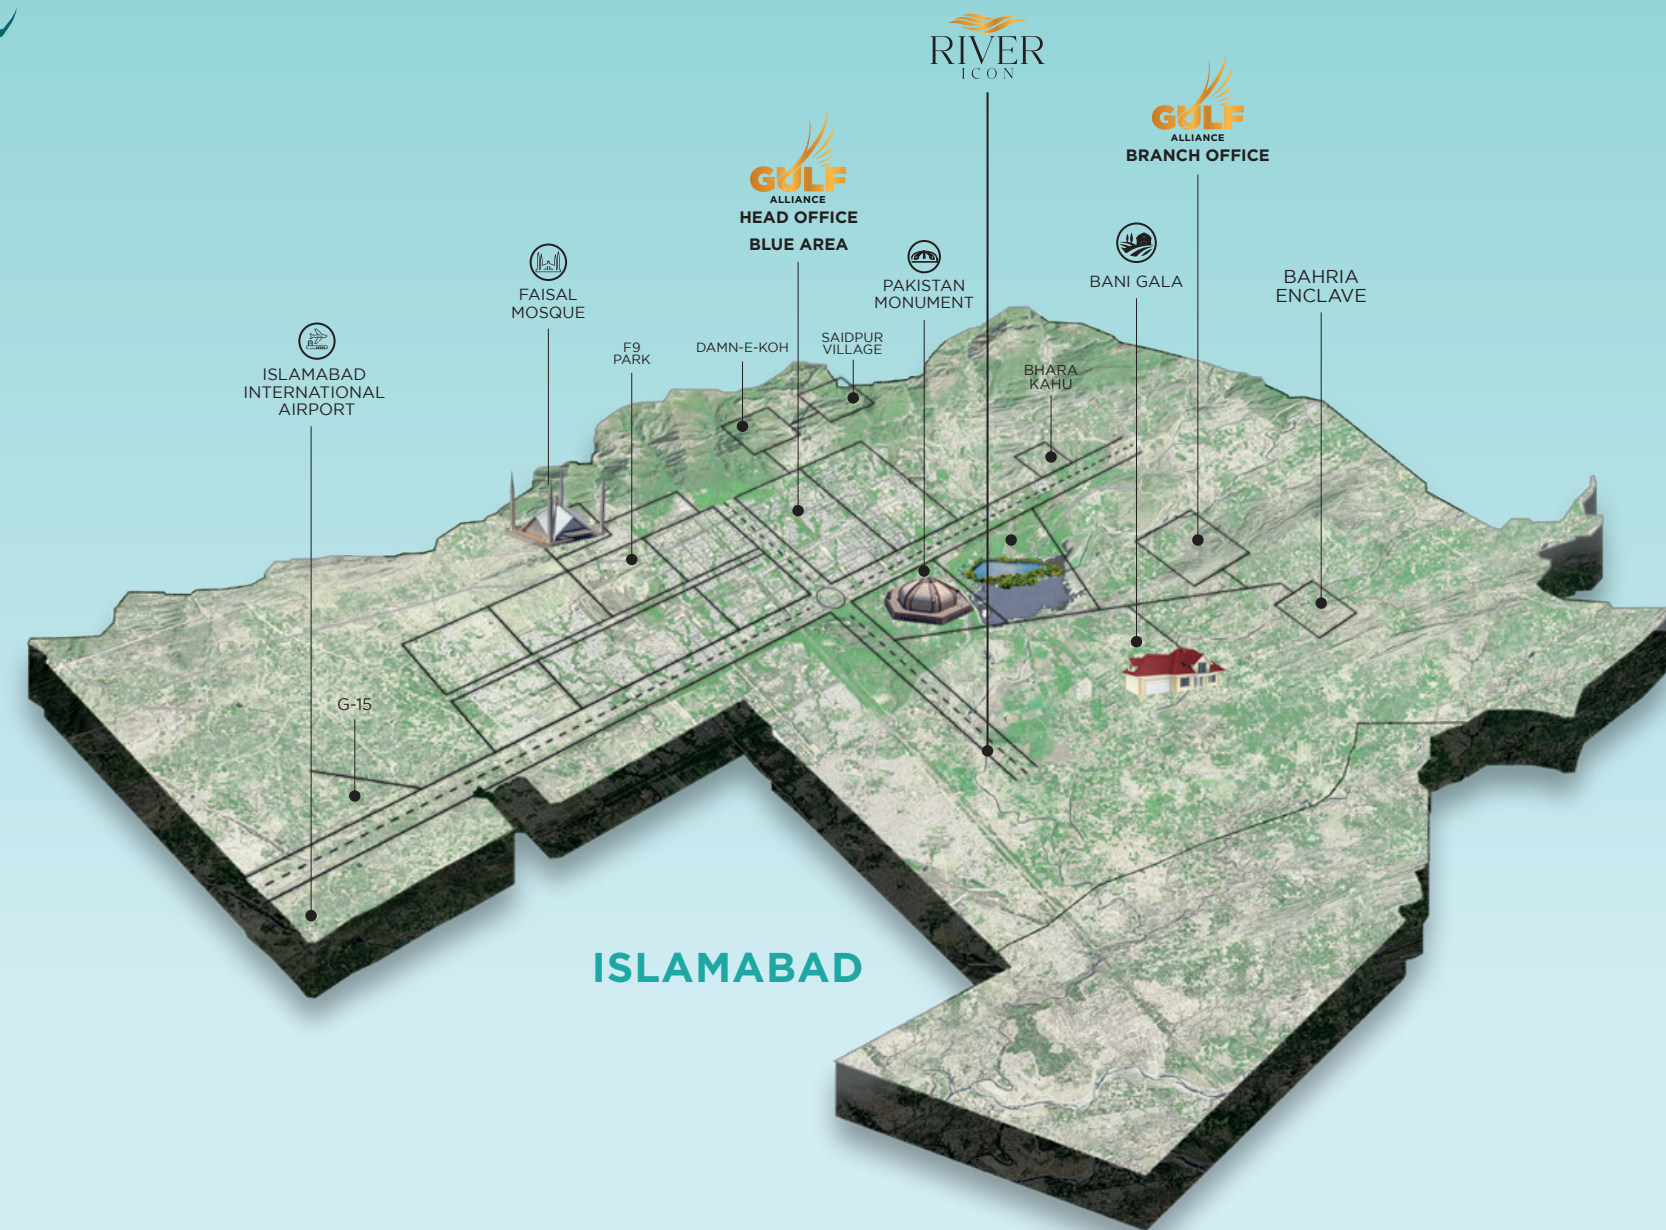 RIVER
ICON
GULF
ALLIANCE
BRANCH OFFICE
GULF
ALLIANCE
HEAD OFFICE
BLUE AREA
FAISAL
MOSQUE
PAKISTAN
MONUMENT
BANI GALA
BAHRIA
ENCLAVE
ISLAMABAD
INTERNATIONAL
AIRPORT
F9
PARK
DAMN-E-KOH
SAIDPUR
VILLAGE
BHARA
KAHU
G-15
ISLAMABAD